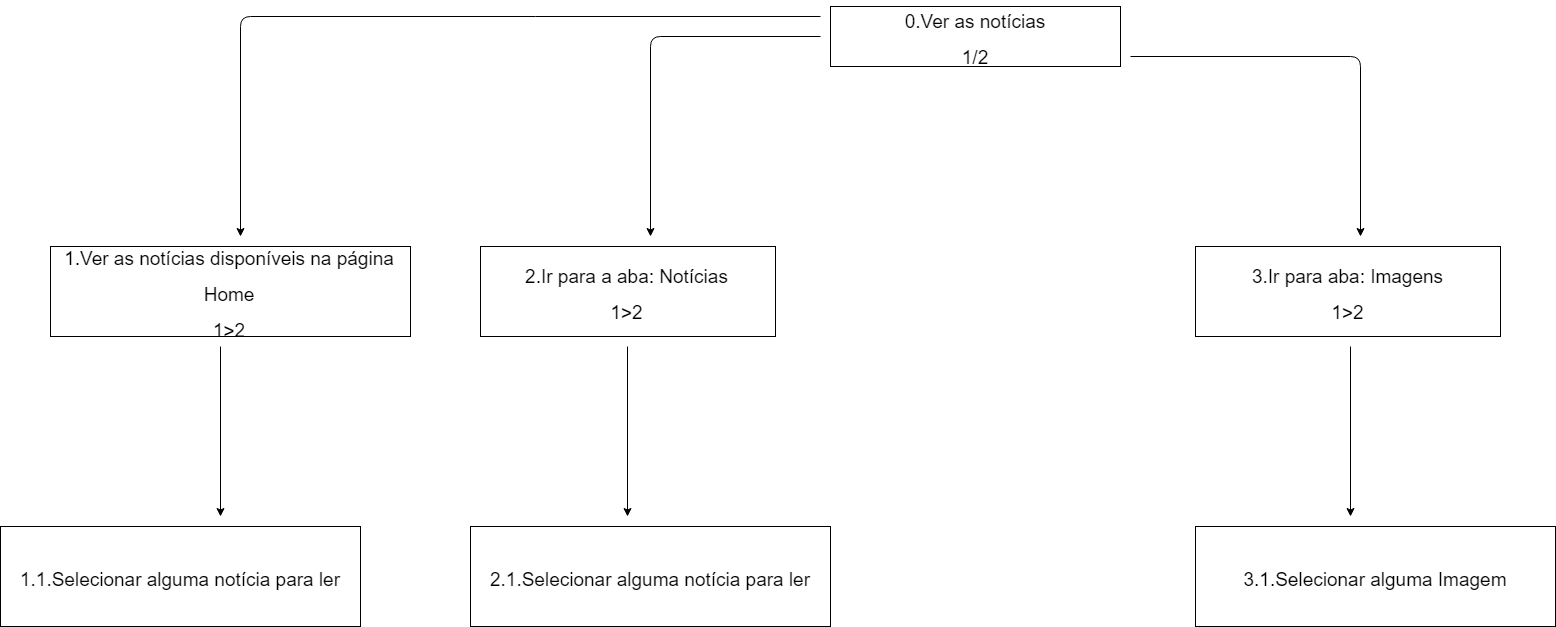 0.Ver as notícias
1/2
1.Ver as notícias disponíveis na página
Home
1>2
2.Ir para a aba: Notícias
1>2
3.Ir para aba: Imagens
1>2
1.1.Selecionar alguma notícia para ler
2.1.Selecionar alguma notícia para ler
3.1.Selecionar alguma Imagem